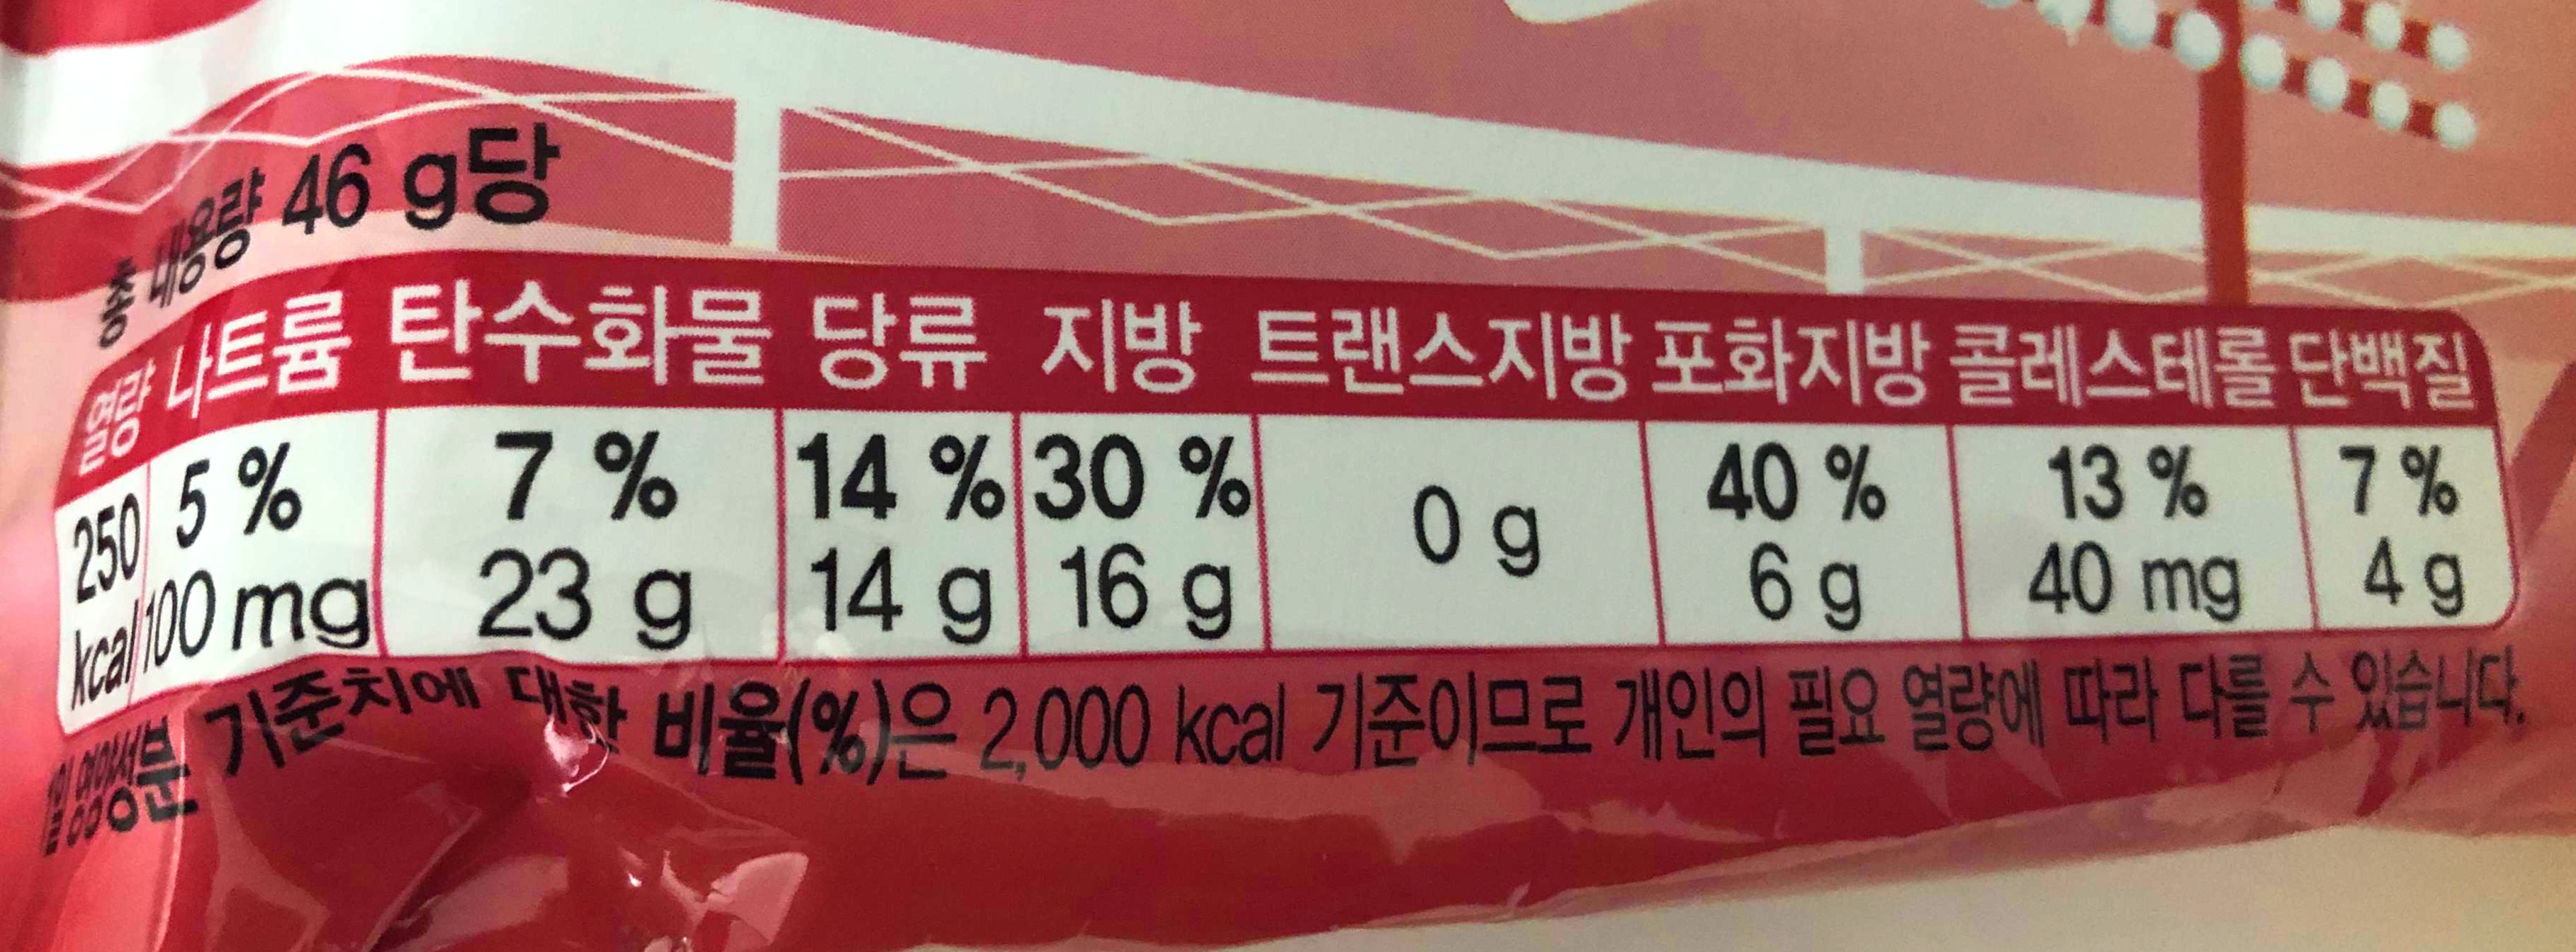 총 내용량 46 g당
열량 나트륨 탄수화물 당류 지방 트랜스지방 포화지방 콜레스테롤 단백질
250 5 % 7 % 14 % 30 % 0 g 40 % 13 % 7 %
kcal 100 mg 23 g 14 g 16 g 6 g 40 mg 4 g
1일 영양성분 기준치에 대한 비율(%)은 2,000 kcal 기준이므로 개인의 필요 열량에 따라 다를 수 있습니다.